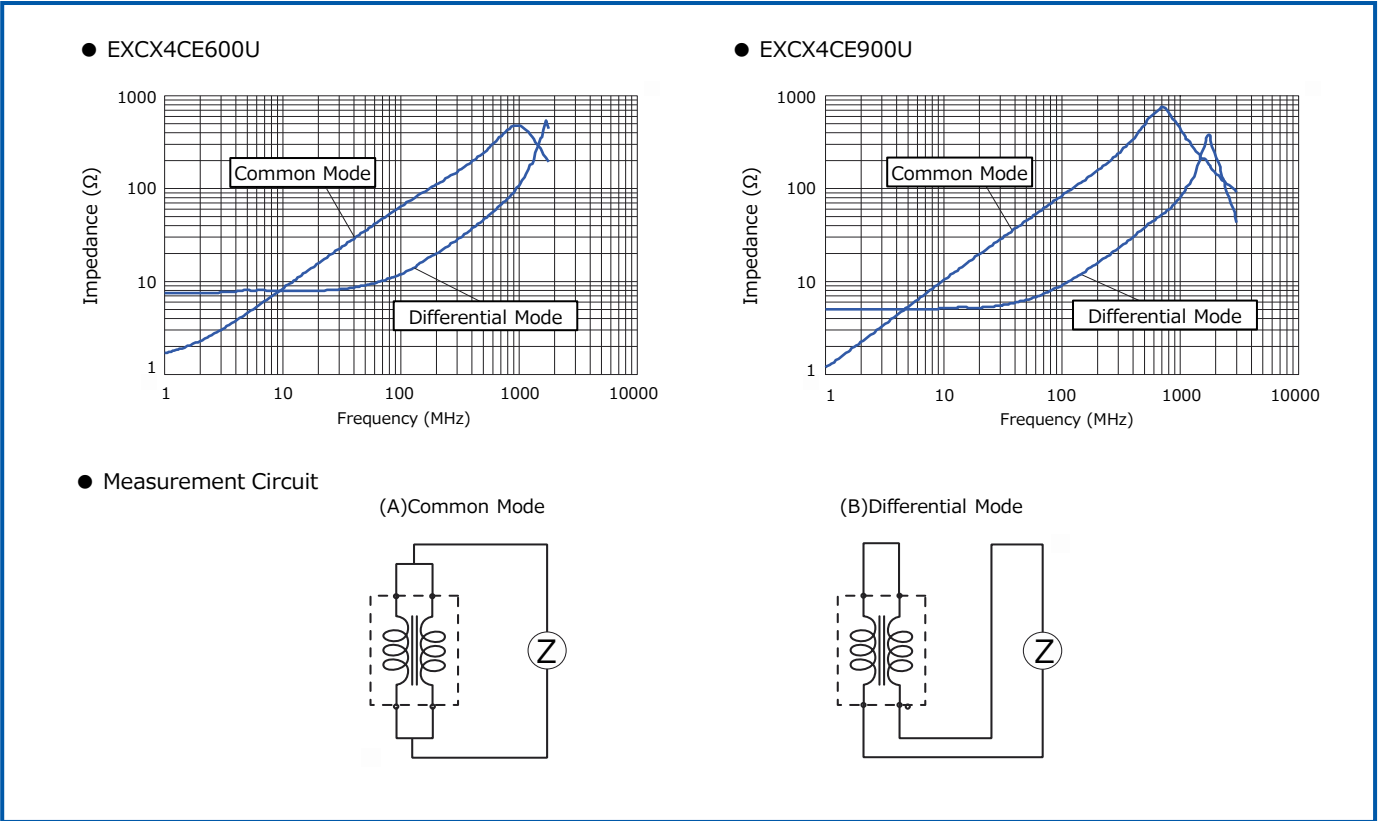 ● EXCX4CE600U
1000
100
10
1
Impedance (Ω)
Common Mode
Differential Mode
1 10 100 1000 10000
Frequency (MHz)
● EXCX4CE900U
1000
100
10
1
Impedance (Ω)
Common Mode
Differential Mode
1 10 100 1000 10000
Frequency (MHz)
● Measurement Circuit
(A)Common Mode
Z
(B)Differential Mode
Z